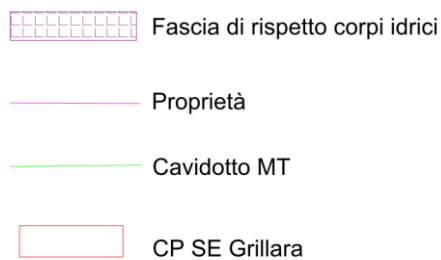 Fascia di rispetto corpi idrici
Proprietà
Cavidotto MT
CP SE Grillara